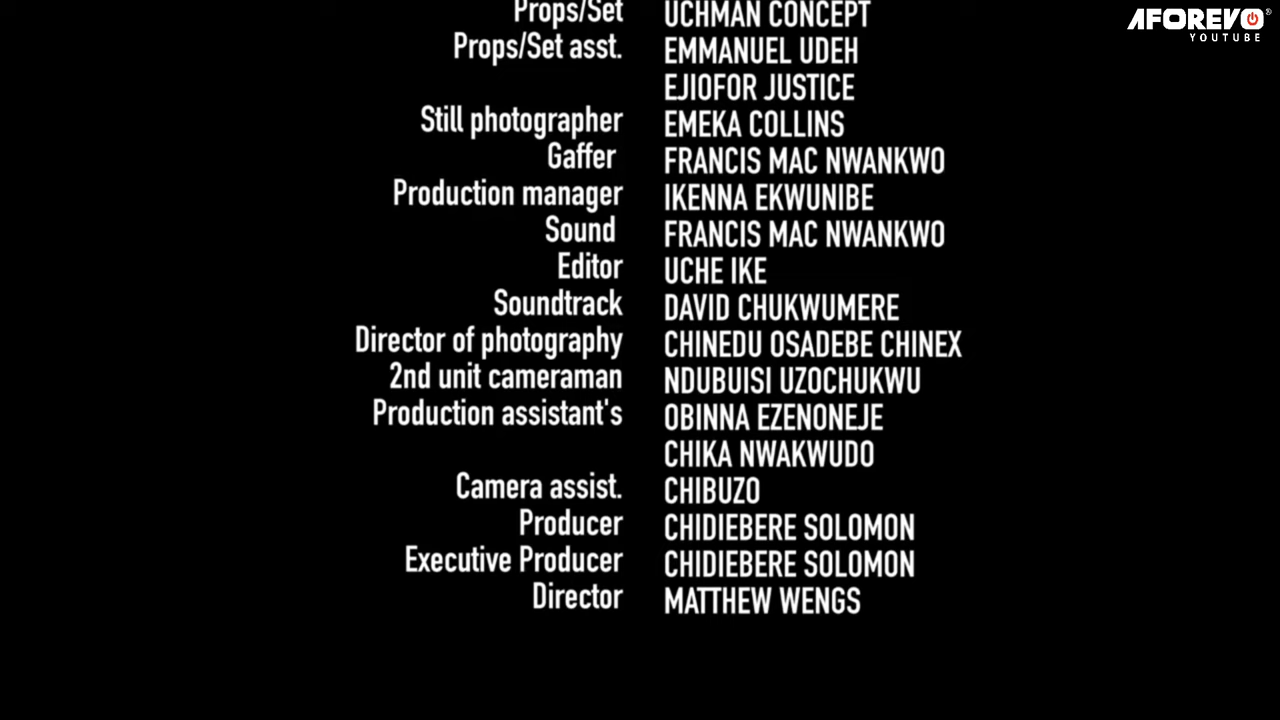 AFOREVO
YOUTUBE
Props/Set UCHMAN CONCEPT
Props/Set asst. EMMANUEL UDEH
EJIOFOR JUSTICE
Still photographer EMEKA COLLINS
Gaffer FRANCIS MAC NWANKWO
Production manager IKENNA EKWUNIBE
Sound FRANCIS MAC NWANKWO
Editor UCHE IKE
Soundtrack DAVID CHUKWUMERE
Director of photography CHINEDU OSADEBE CHINEX
2nd unit cameraman NDUBUISI UZOCHUKWU
Production assistant's OBINNA EZENONEJE
CHIKA NWAKWUDO
Camera assist. CHIBUZO
Producer CHIDIEBERE SOLOMON
Executive Producer CHIDIEBERE SOLOMON
Director MATTHEW WENGS